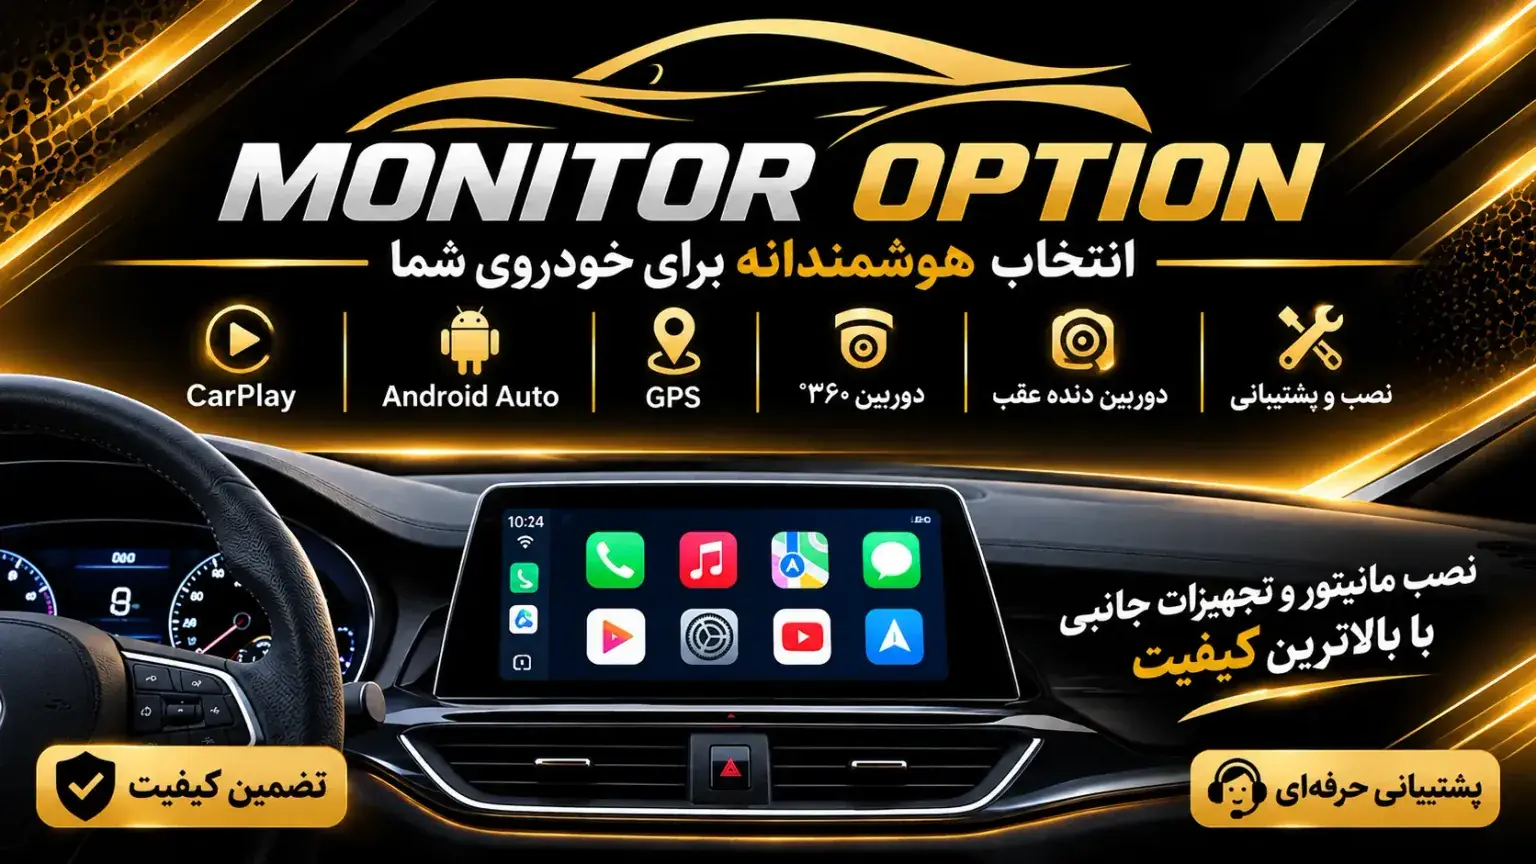 MONITOR OPTION
انتخاب هوشمندانه برای خودروی شما
CarPlay
Android Auto
GPS
دوربین ۳۶۰°
دوربین دنده عقب
نصب و پشتیبانی
10:24
نصب مانیتور و تجهیزات جانبی
با بالاترین کیفیت
تضمین کیفیت
پشتیبانی حرفه‌ای